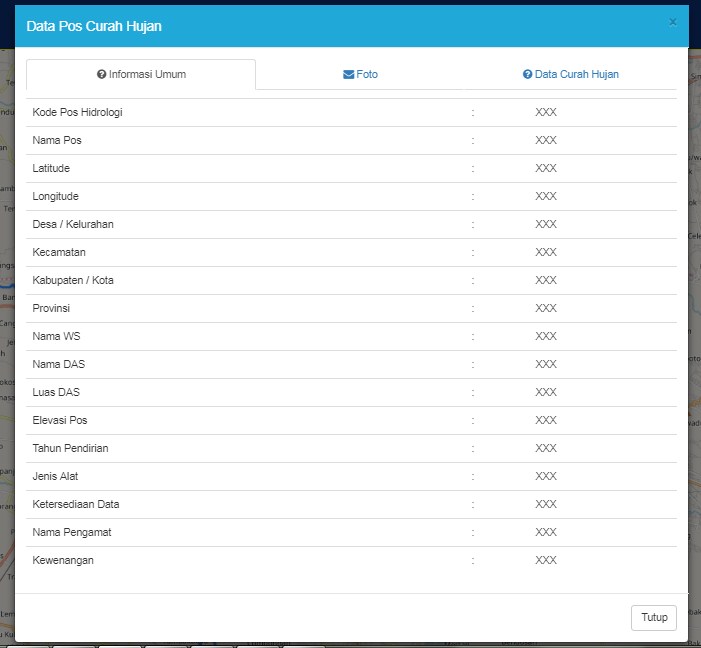 Data Pos Curah Hujan ×
Informasi Umum Foto Data Curah Hujan
Kode Pos Hidrologi : XXX
Nama Pos : XXX
Latitude : XXX
Longitude : XXX
Desa / Kelurahan : XXX
Kecamatan : XXX
Kabupaten / Kota : XXX
Provinsi : XXX
Nama WS : XXX
Nama DAS : XXX
Luas DAS : XXX
Elevasi Pos : XXX
Tahun Pendirian : XXX
Jenis Alat : XXX
Ketersediaan Data : XXX
Nama Pengamat : XXX
Kewenangan : XXX
Tutup